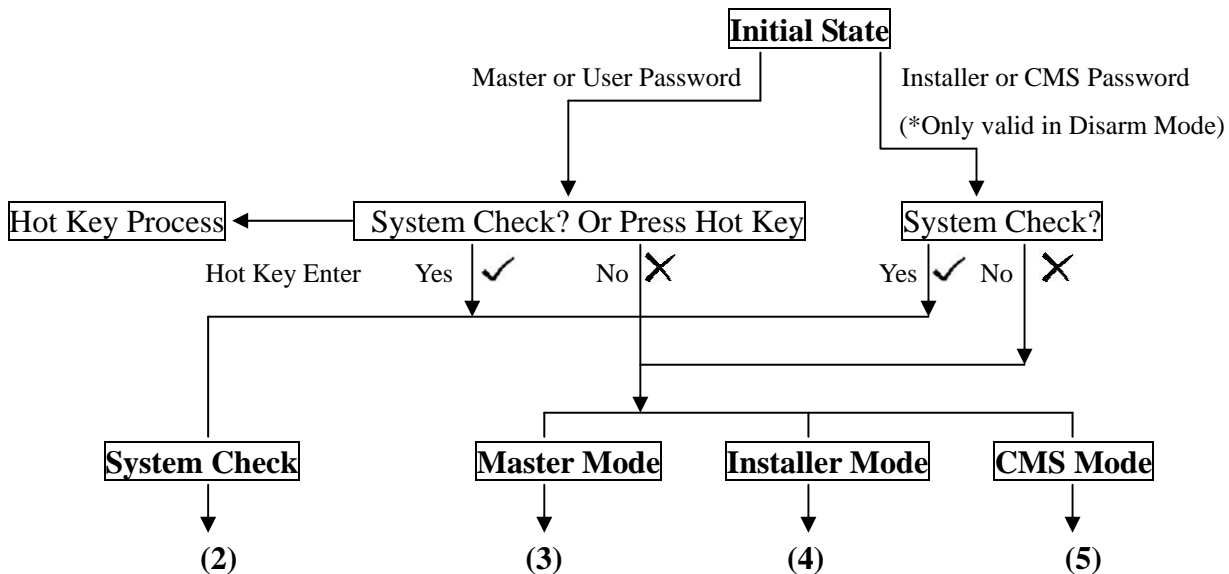 Initial State
Master or User Password
Installer or CMS Password
(*Only valid in Disarm Mode)
Hot Key Process
System Check? Or Press Hot Key
System Check?
Hot Key Enter
Yes
No
Yes
No
System Check
Master Mode
Installer Mode
CMS Mode
(2)
(3)
(4)
(5)